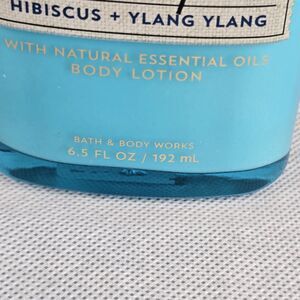 HIBISCUS + YLANG YLANG
WITH NATURAL ESSENTIAL OILS
BODY LOTION
BATH & BODY WORKS
6.5 FL OZ / 192 mL